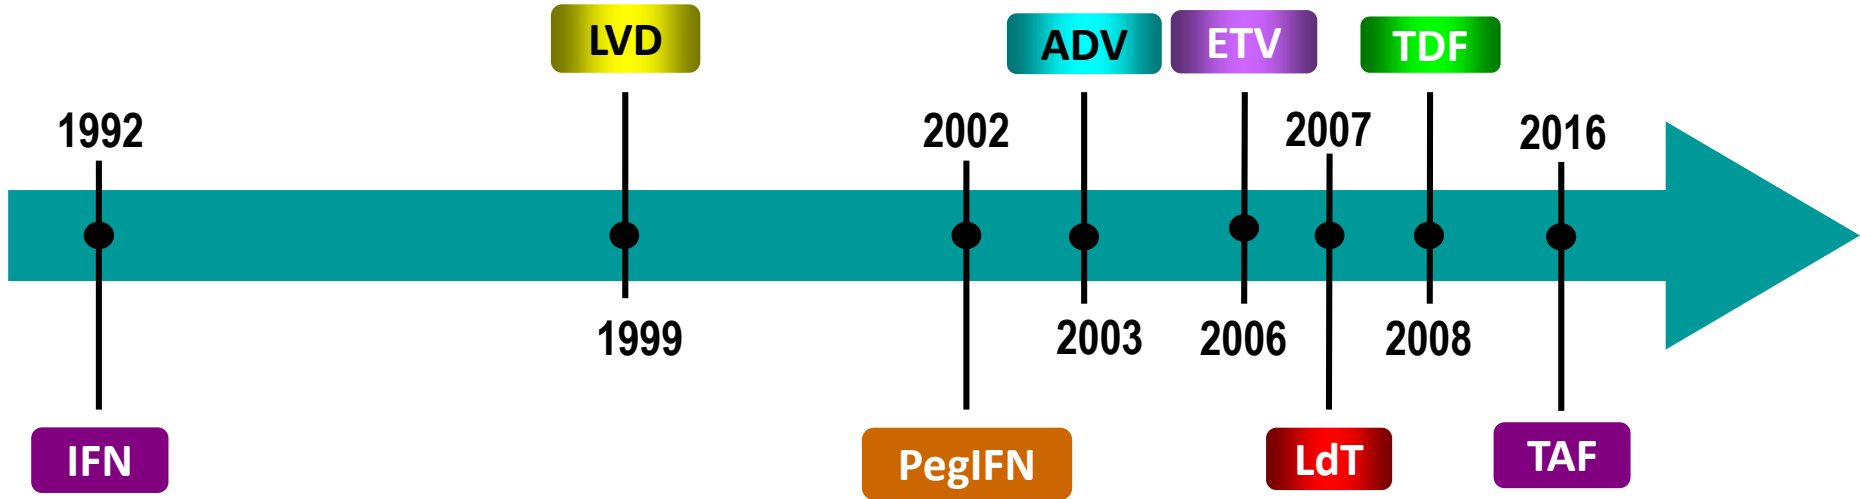 LVD
ADV
ETV
TDF
1992
2002
2007
2016
1999
2003
2006
2008
IFN
PegIFN
LdT
TAF